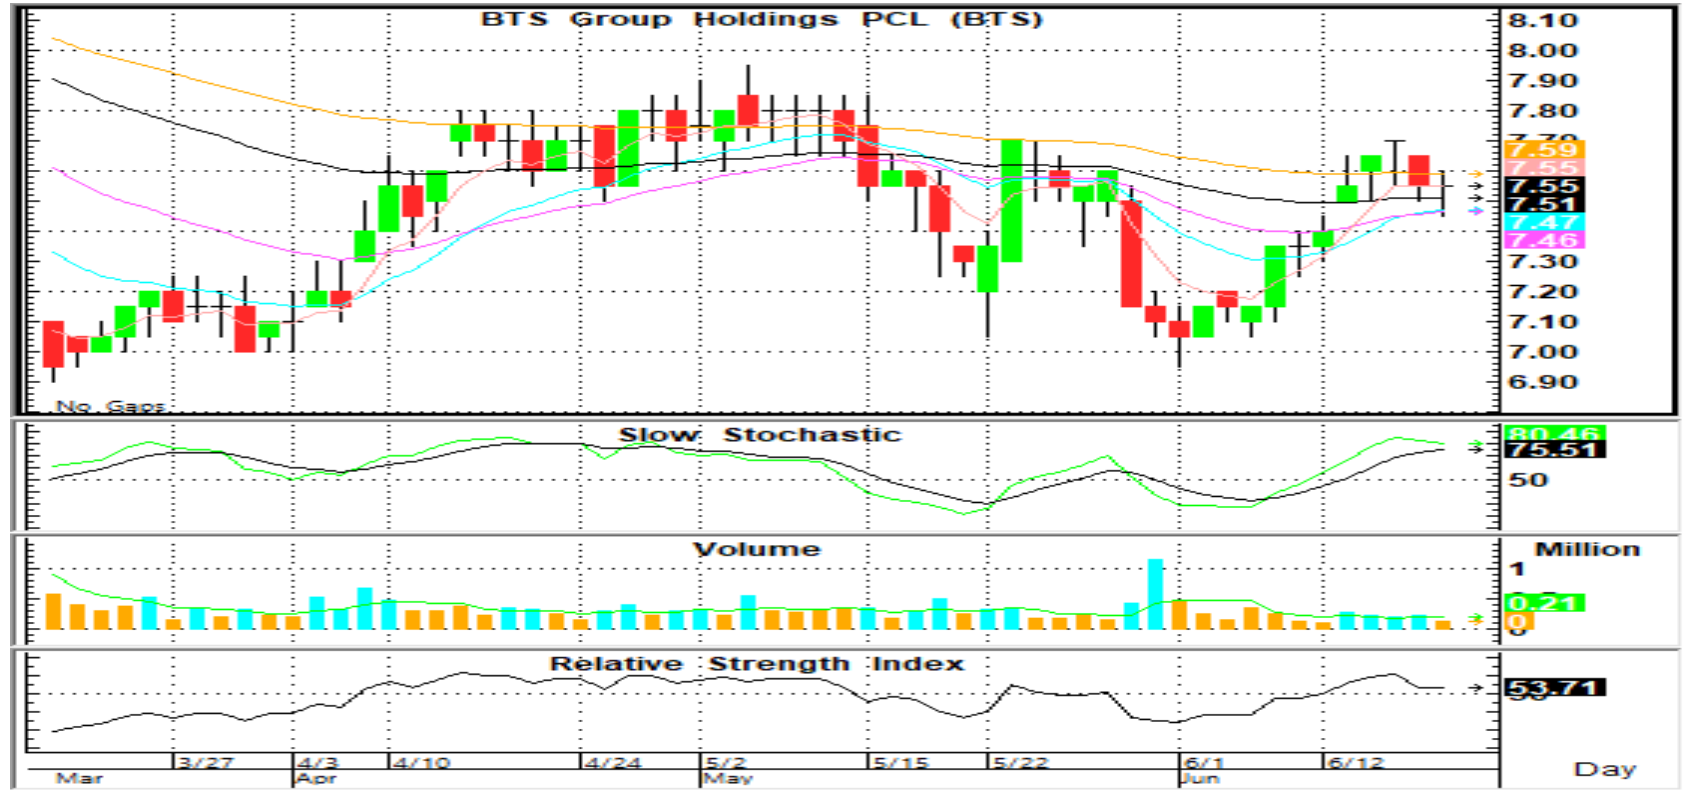 BTS Group Holdings PCL (BTS)
8.10
8.00
7.90
7.80
7.59
7.55
7.55
7.51
7.47
7.46
7.30
7.20
7.10
7.00
6.90
No Gaps
Slow Stochastic
80.46
75.51
50
Volume
Million
1
0.21
0
Relative Strength Index
53.71
3/27 4/3 4/10 4/24 5/2 5/15 5/22 6/1 6/12
Mar Apr May Jun
Day